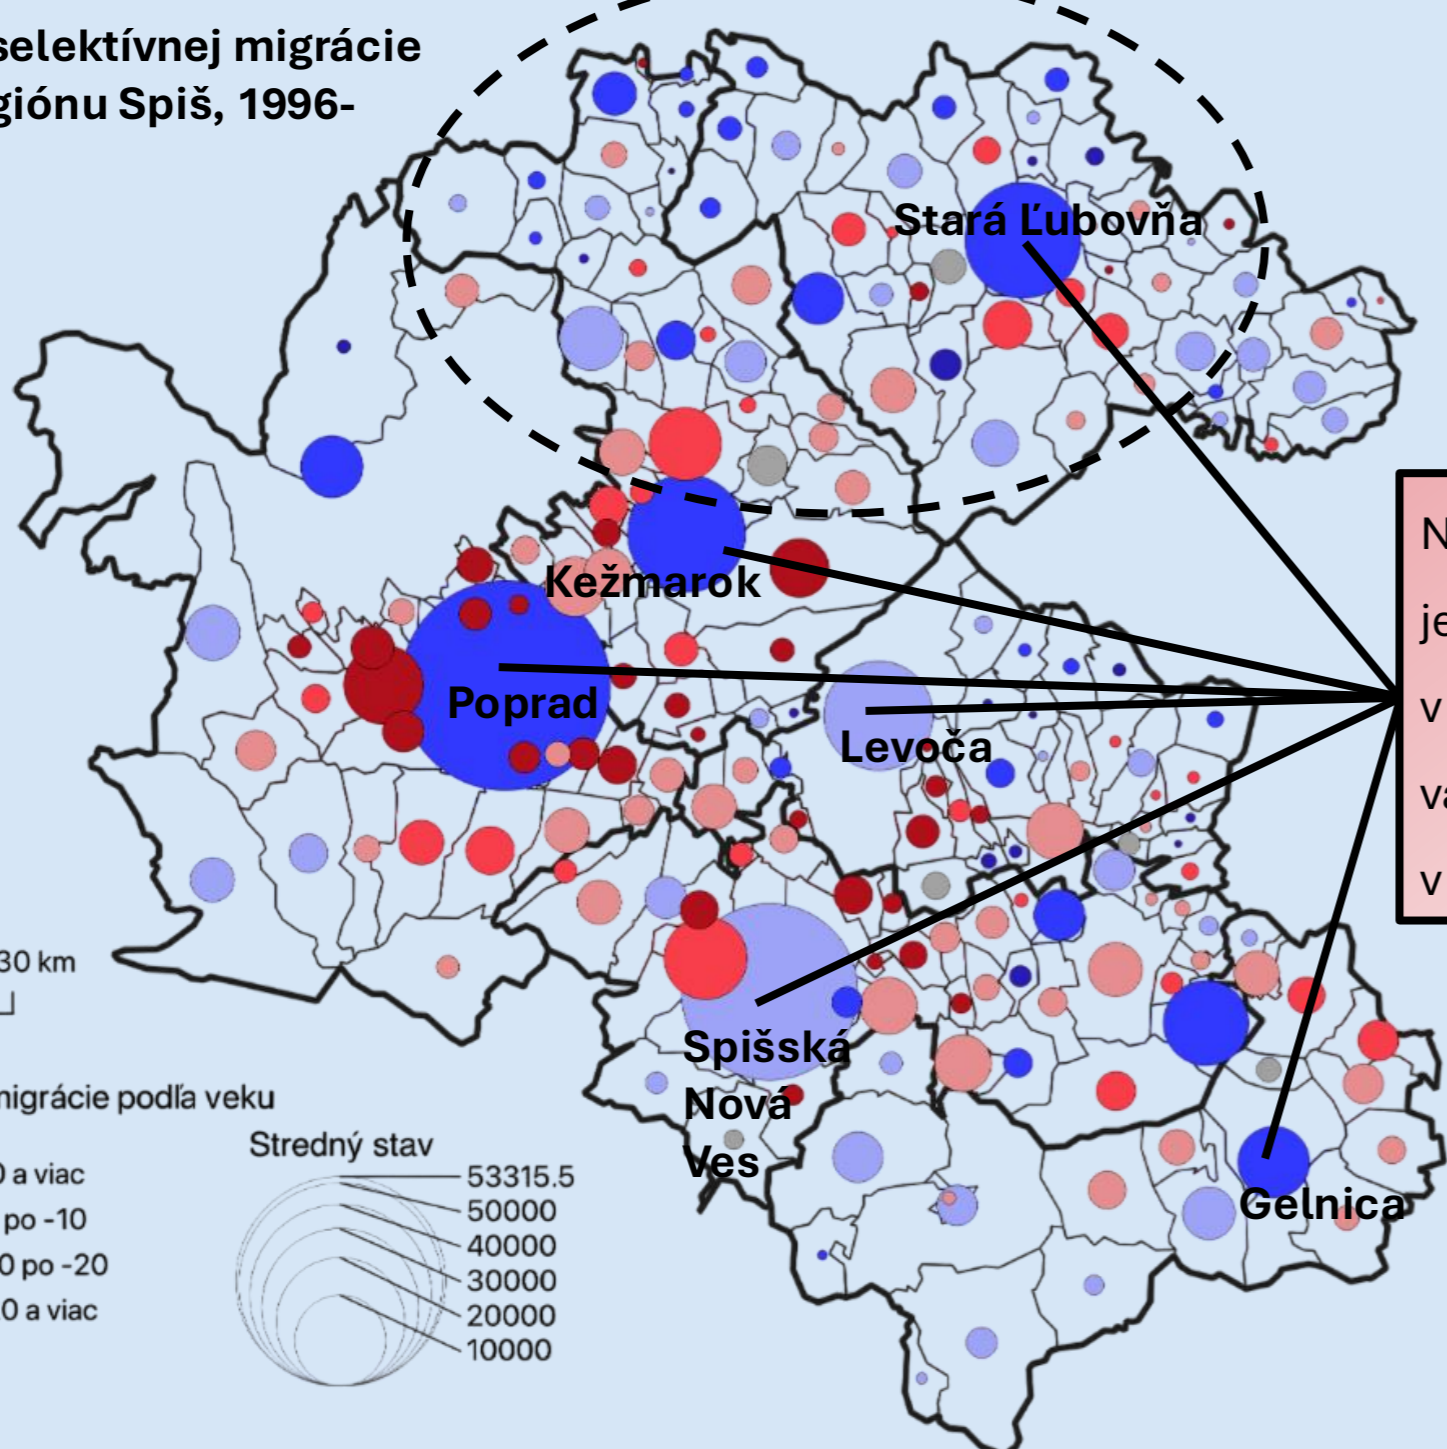 selektívnej migrácie
giónu Spiš, 1996-
Stará Ľubovňa
Kežmarok
Poprad
Levoča
N
je
v
va
v
30 km
Spišská
Nová
Ves
Gelnica
migrácie podľa veku
0 a viac
po -10
0 po -20
0 a viac
Stredný stav
53315.5
50000
40000
30000
20000
10000